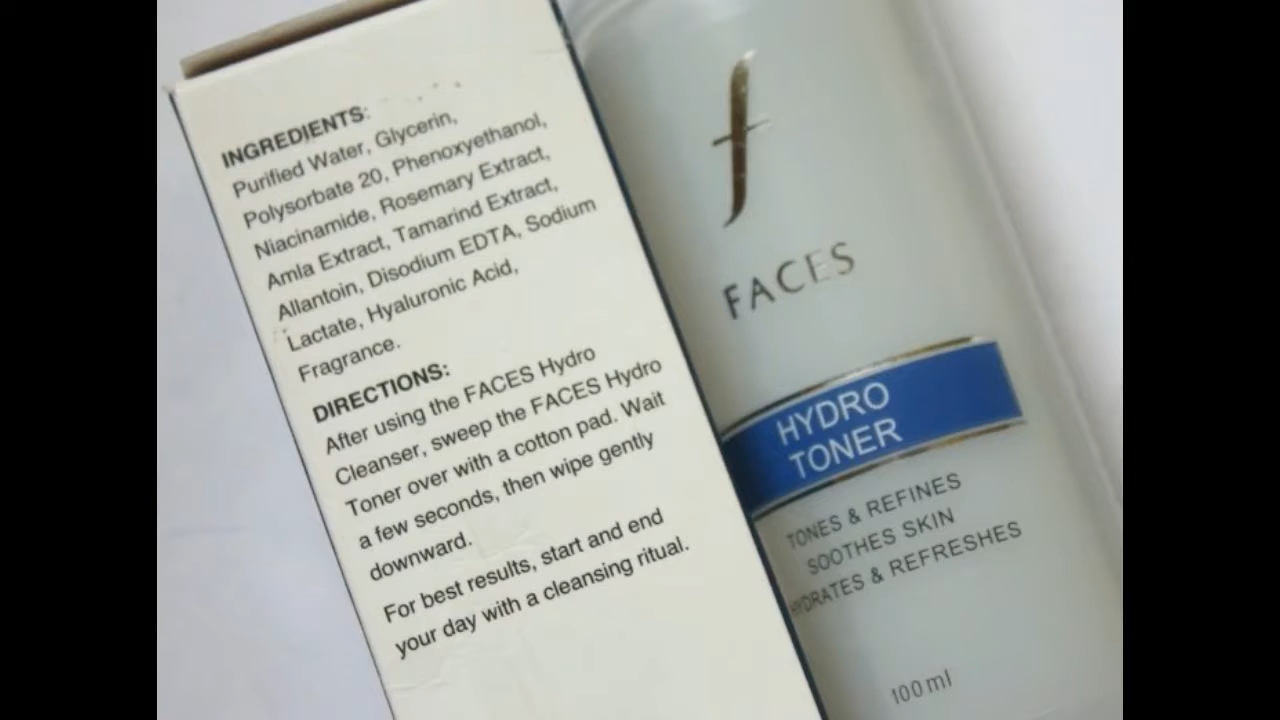 INGREDIENTS:
Purified Water, Glycerin,
Polysorbate 20, Phenoxyethanol,
Niacinamide, Rosemary Extract,
Amla Extract, Tamarind Extract,
Allantoin, Disodium EDTA, Sodium
Lactate, Hyaluronic Acid,
Fragrance.
DIRECTIONS:
After using the FACES Hydro
Cleanser, sweep the FACES Hydro
Toner over with a cotton pad. Wait
a few seconds, then wipe gently
downward.
For best results, start and end
your day with a cleansing ritual.
f
FACES
HYDRO
TONER
TONES & REFINES
SOOTHES SKIN
HYDRATES & REFRESHES
100 ml